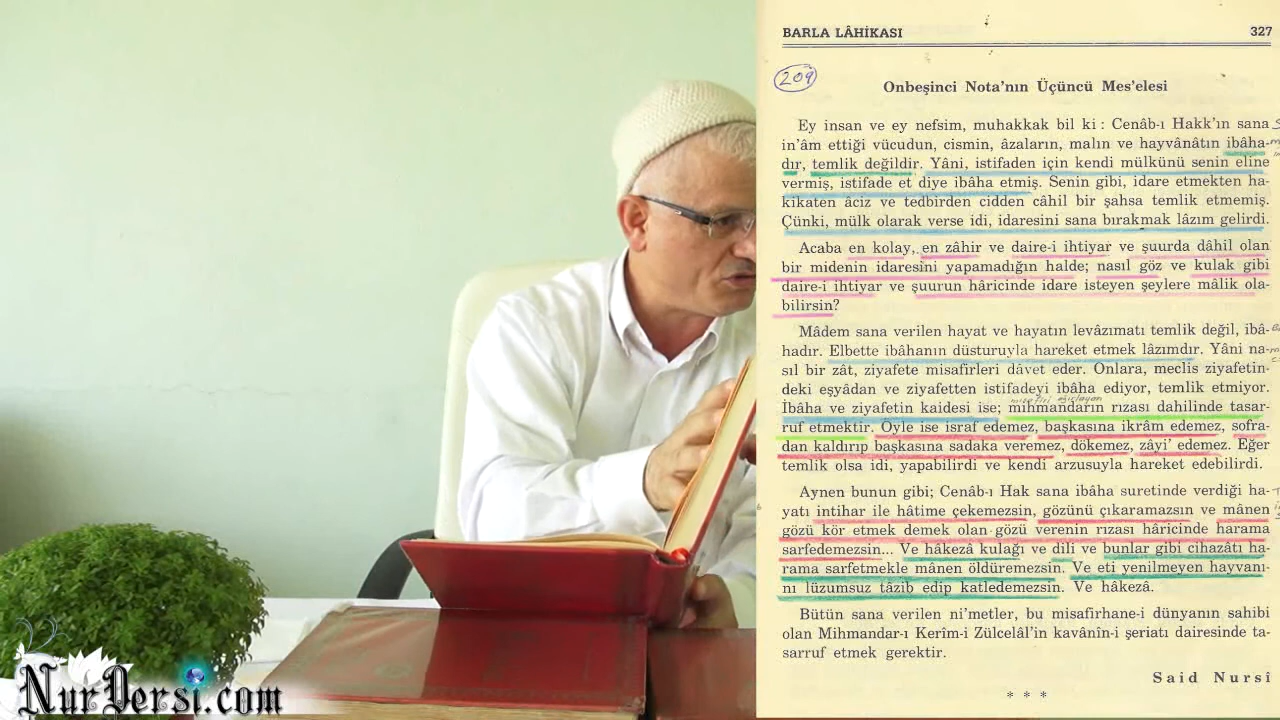 BARLA LÂHİKASI 327
209
Onbeşinci Nota'nın Üçüncü Mes'elesi
Ey insan ve ey nefsim, muhakkak bil ki : Cenâb-ı Hakk'ın sana
in'âm ettiği vücudun, cismin, âzaların, malın ve hayvânâtın ibâha-
dır, temlik değildir. Yâni, istifaden için kendi mülkünü senin eline
vermiş, istifade et diye ibâha etmiş. Senin gibi, idare etmekten ha-
kikaten âciz ve tedbirden cidden câhil bir şahsa temlik etmemiş.
Çünki, mülk olarak verse idi, idaresini sana bırakmak lâzım gelirdi.
Acaba en kolay, en zâhir ve daire-i ihtiyar ve şuurda dâhil olan
bir midenin idaresini yapamadığın halde; nasıl göz ve kulak gibi
daire-i ihtiyar ve şuurun hâricinde idare isteyen şeylere mâlik ola-
bilirsin?
Mâdem sana verilen hayat ve hayatın levâzımatı temlik değil, ibâ-
hadır. Elbette ibâhanın düsturuyla hareket etmek lâzımdır. Yâni na-
sıl bir zât, ziyafete misafirleri dâvet eder. Onlara, meclis ziyafetin-
deki eşyâdan ve ziyafetten istifadeyi ibâha ediyor, temlik etmiyor.
misafiri ağırlayan
İbâha ve ziyafetin kaidesi ise; mihmandarın rızası dahilinde tasar-
ruf etmektir. Öyle ise israf edemez, başkasına ikrâm edemez, sofra-
dan kaldırıp başkasına sadaka veremez, dökemez, zâyi' edemez. Eğer
temlik olsa idi, yapabilirdi ve kendi arzusuyla hareket edebilirdi.
Aynen bunun gibi; Cenâb-ı Hak sana ibâha suretinde verdiği ha-
yatı intihar ile hâtime çekemezsin, gözünü çıkaramazsın ve mânen
gözü kör etmek demek olan gözü verenin rızası hâricinde harama
sarfedemezsin... Ve hâkezâ kulağı ve dili ve bunlar gibi cihazâtı ha-
rama sarfetmekle mânen öldüremezsin. Ve eti yenilmeyen hayvanı-
nı lüzumsuz tâzib edip katledemezsin. Ve hâkezâ.
Bütün sana verilen ni'metler, bu misafirhane-i dünyanın sahibi
olan Mihmandar-ı Kerîm-i Zülcelâl'in kavânîn-i şeriatı dairesinde ta-
sarruf etmek gerektir.
Said Nursî
* * *
NurDersi.com